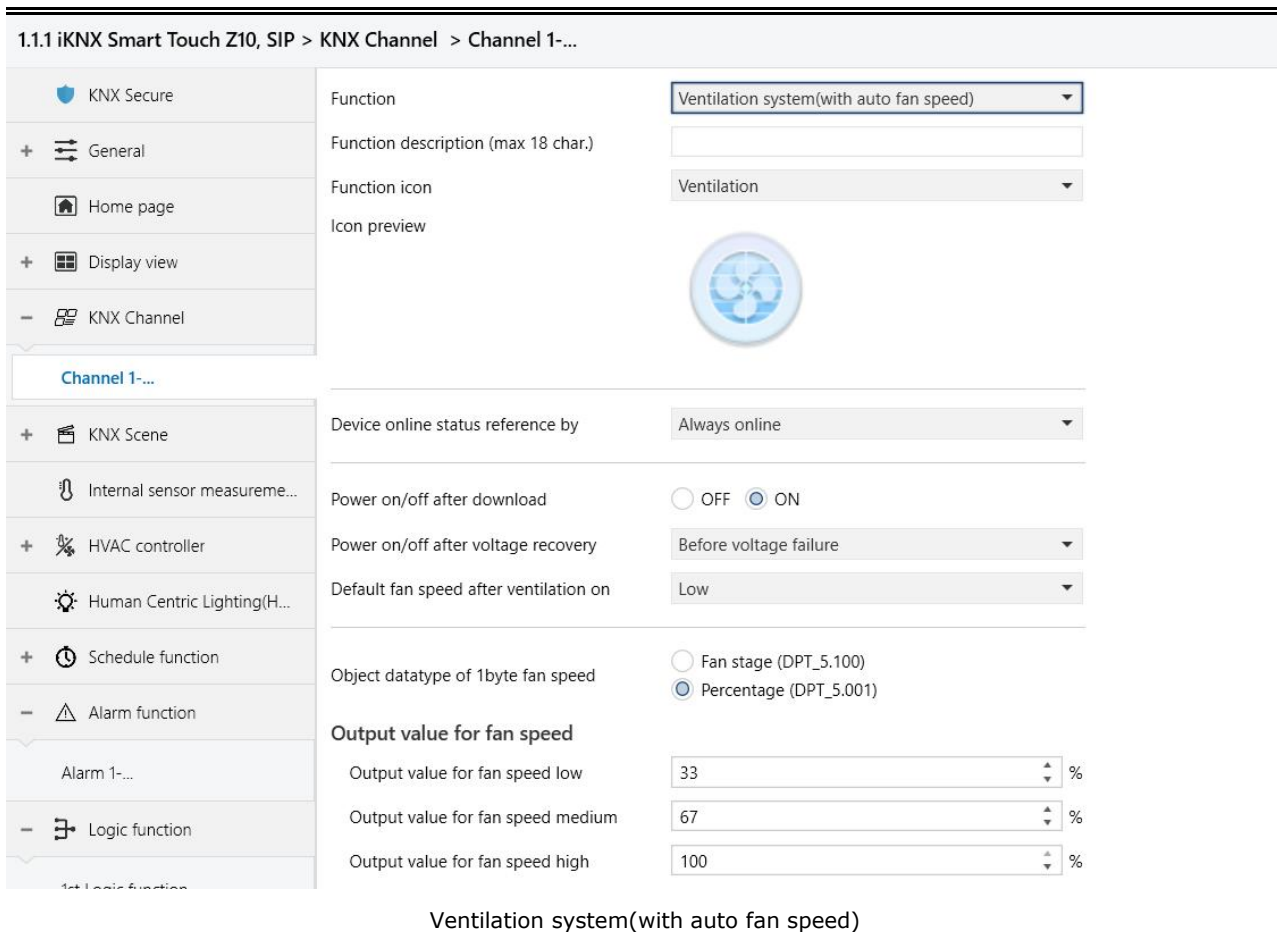 1.1.1 iKNX Smart Touch Z10, SIP > KNX Channel > Channel 1-...
KNX Secure
+ General
Home page
+ Display view
– KNX Channel
Channel 1-...
+ KNX Scene
Internal sensor measureme...
+ HVAC controller
Human Centric Lighting(H...
+ Schedule function
– Alarm function
Alarm 1-...
– Logic function
1st Logic function
Function Ventilation system(with auto fan speed)
Function description (max 18 char.)
Function icon Ventilation
Icon preview
Device online status reference by Always online
Power on/off after download OFF ON
Power on/off after voltage recovery Before voltage failure
Default fan speed after ventilation on Low
Object datatype of 1byte fan speed Fan stage (DPT_5.100)
Percentage (DPT_5.001)
Output value for fan speed
Output value for fan speed low 33 %
Output value for fan speed medium 67 %
Output value for fan speed high 100 %
Ventilation system(with auto fan speed)